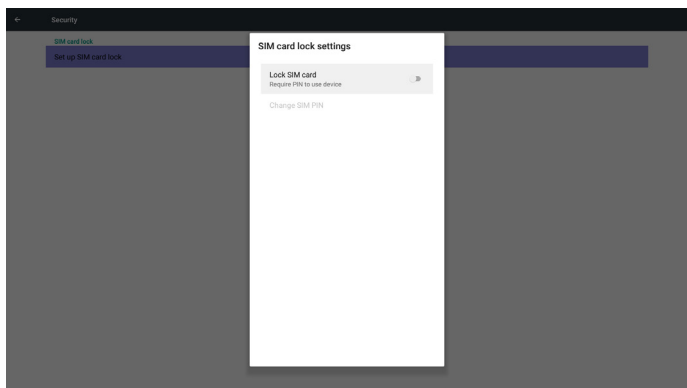 Security
SIM card lock
Set up SIM card lock
SIM card lock settings
Lock SIM card
Require PIN to use device
Change SIM PIN